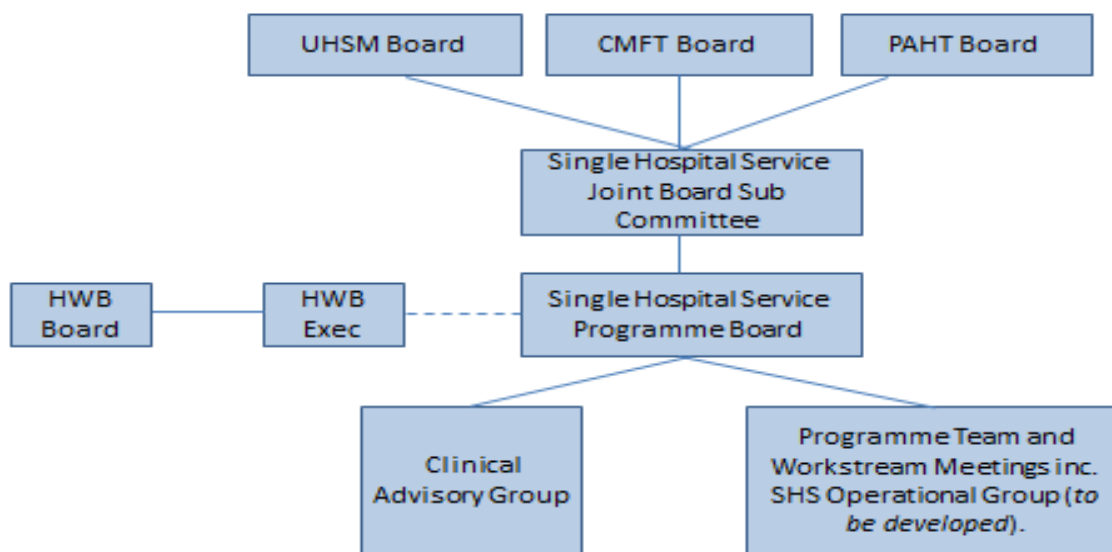 UHSM Board
CMFT Board
PAHT Board
Single Hospital Service
Joint Board Sub
Committee
HWB
Board
HWB
Exec
Single Hospital Service
Programme Board
Clinical
Advisory Group
Programme Team and
Workstream Meetings inc.
SHS Operational Group (to
be developed).